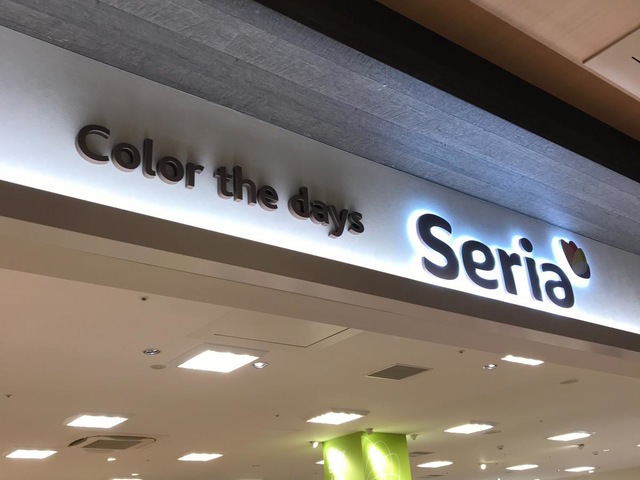 Color the days
Seria